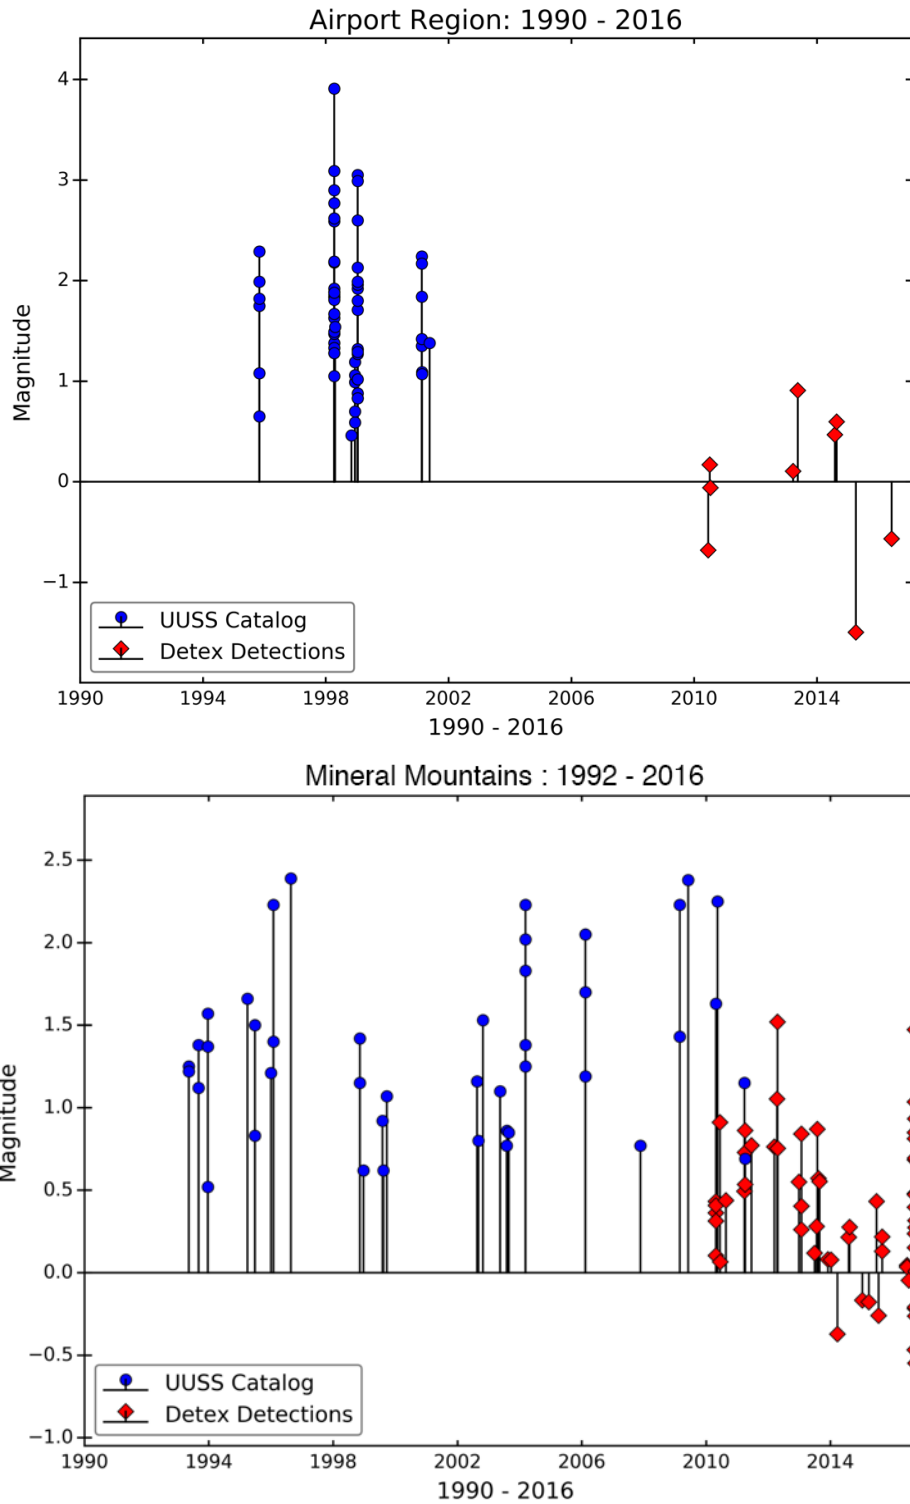 Airport Region: 1990 - 2016
4
3
2
1
0
−1
Magnitude
UUSS Catalog
Detex Detections
1990 1994 1998 2002 2006 2010 2014
1990 - 2016
Mineral Mountains : 1992 - 2016
2.5
2.0
1.5
1.0
0.5
0.0
−0.5
−1.0
Magnitude
UUSS Catalog
Detex Detections
1990 1994 1998 2002 2006 2010 2014
1990 - 2016